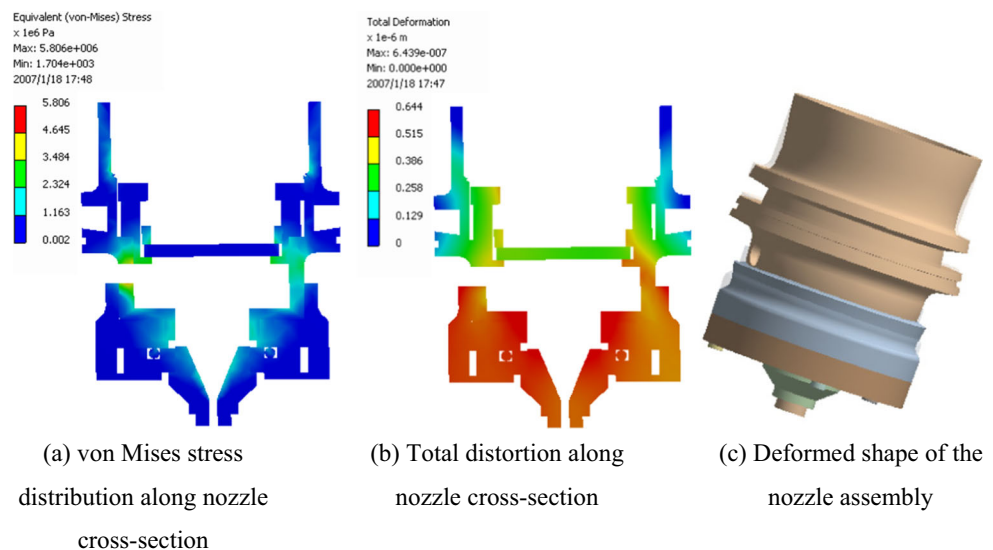 Equivalent (von-Mises) Stress
x 1e6 Pa
Max: 5.806e+006
Min: 1.704e+003
2007/1/18 17:48
5.806
4.645
3.484
2.324
1.163
0.002
Total Deformation
x 1e-6 m
Max: 6.439e-007
Min: 0.000e+000
2007/1/18 17:47
0.644
0.515
0.386
0.258
0.129
0
(a) von Mises stress
distribution along nozzle
cross-section
(b) Total distortion along
nozzle cross-section
(c) Deformed shape of the
nozzle assembly